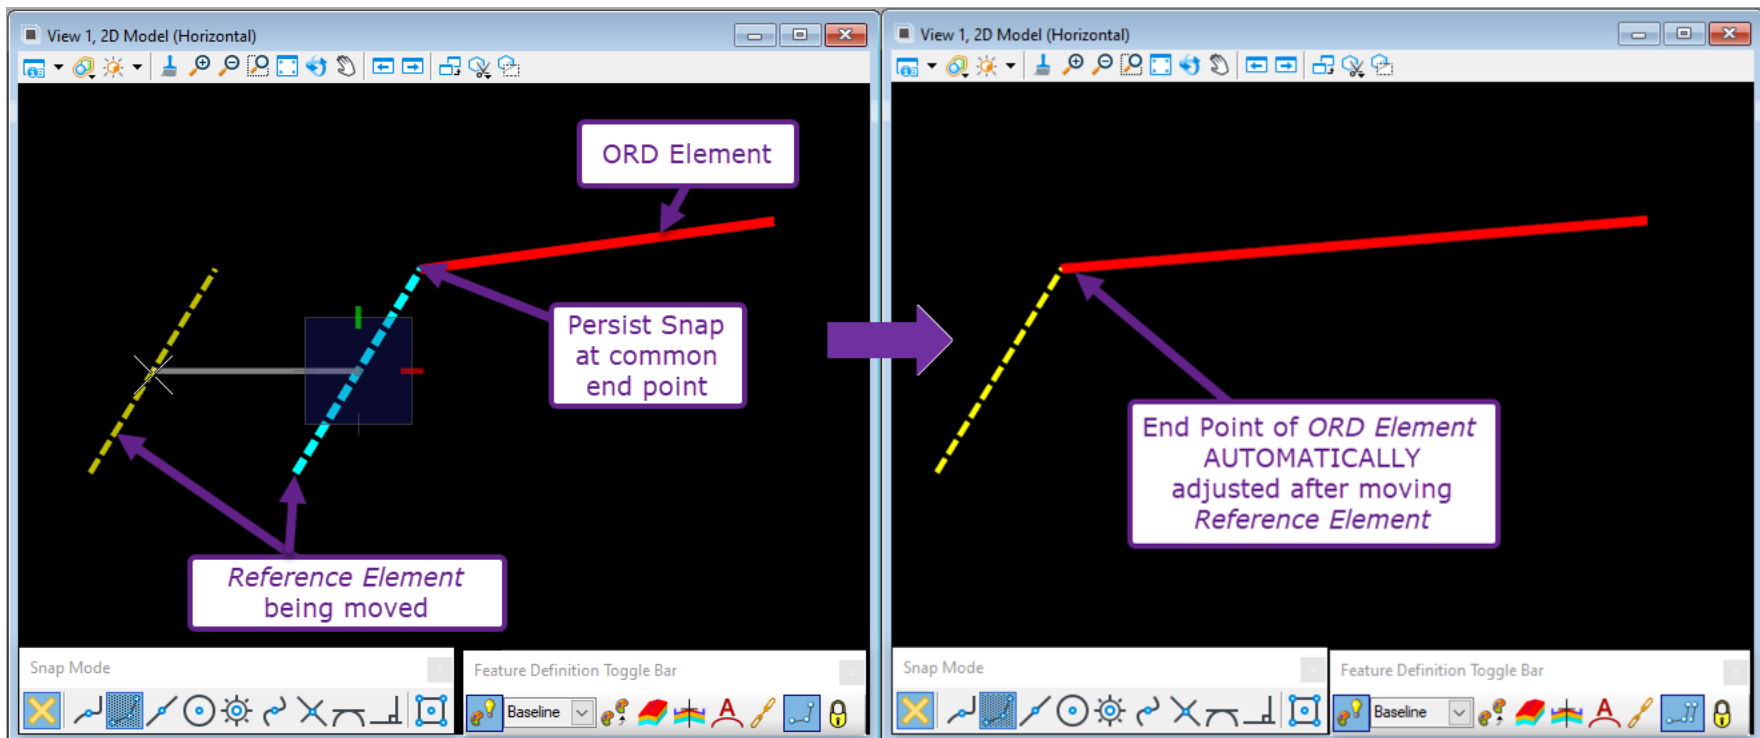 View 1, 2D Model (Horizontal)
ORD Element
Persist Snap
at common
end point
Reference Element
being moved
Snap Mode
Feature Definition Toggle Bar
Baseline
View 1, 2D Model (Horizontal)
End Point of ORD Element
AUTOMATICALLY
adjusted after moving
Reference Element
Snap Mode
Feature Definition Toggle Bar
Baseline